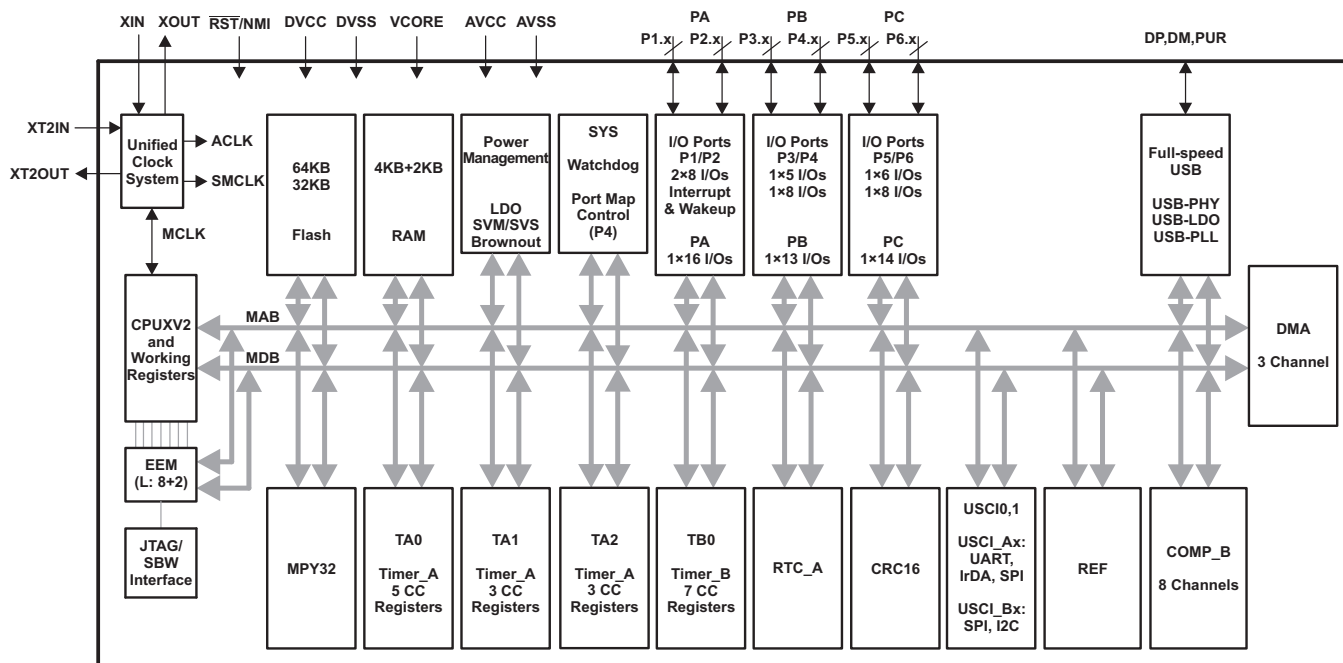 XIN
XOUT
RST/NMI
DVCC
DVSS
VCORE
AVCC
AVSS
PA
P1.x
P2.x
PB
P3.x
P4.x
PC
P5.x
P6.x
DP,DM,PUR
XT2IN
XT2OUT
Unified
Clock
System
ACLK
SMCLK
MCLK
64KB
32KB
Flash
4KB+2KB
RAM
Power
Management
LDO
SVM/SVS
Brownout
SYS
Watchdog
Port Map
Control
(P4)
I/O Ports
P1/P2
2×8 I/Os
Interrupt
& Wakeup
PA
1×16 I/Os
I/O Ports
P3/P4
1×5 I/Os
1×8 I/Os
PB
1×13 I/Os
I/O Ports
P5/P6
1×6 I/Os
1×8 I/Os
PC
1×14 I/Os
Full-speed
USB
USB-PHY
USB-LDO
USB-PLL
CPUXV2
and
Working
Registers
MAB
MDB
DMA
3 Channel
EEM
(L: 8+2)
JTAG/
SBW
Interface
MPY32
TA0
Timer_A
5 CC
Registers
TA1
Timer_A
3 CC
Registers
TA2
Timer_A
3 CC
Registers
TB0
Timer_B
7 CC
Registers
RTC_A
CRC16
USCI0,1
USCI_Ax:
UART,
IrDA, SPI
USCI_Bx:
SPI, I2C
REF
COMP_B
8 Channels